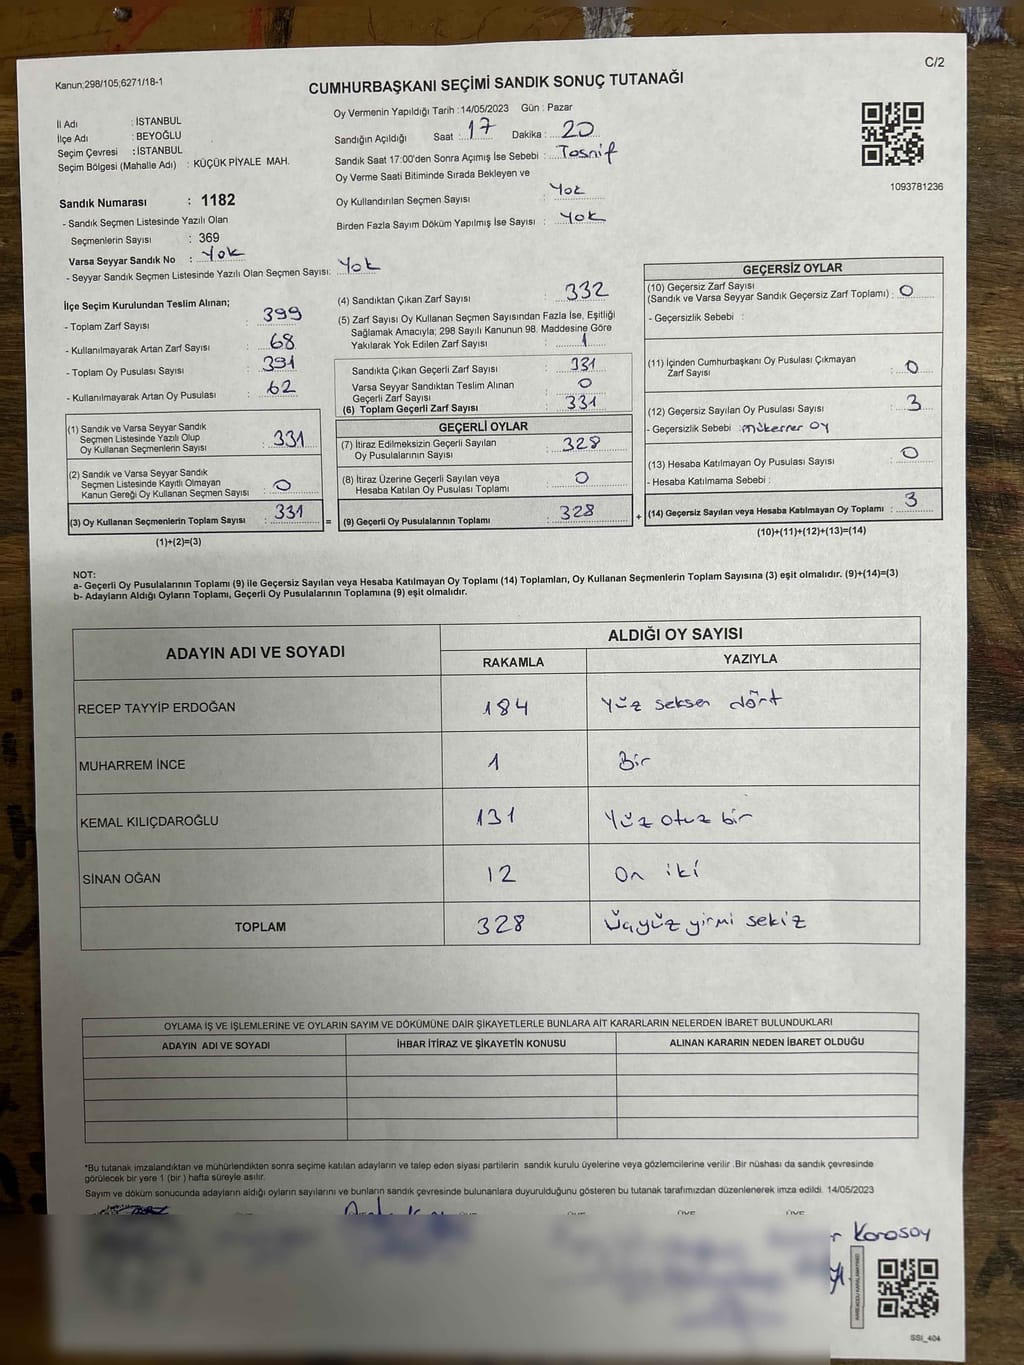 Kanun;298/105;6271/18-1
C/2
CUMHURBAŞKANI SEÇİMİ SANDIK SONUÇ TUTANAĞI
İl Adı : İSTANBUL
İlçe Adı : BEYOĞLU
Seçim Çevresi : İSTANBUL
Seçim Bölgesi (Mahalle Adı) : KÜÇÜK PİYALE MAH.
Oy Vermenin Yapıldığı Tarih :14/05/2023 Gün : Pazar
Sandığın Açıldığı Saat : 17 Dakika : 20
Sandık Saat 17:00'den Sonra Açımış İse Sebebi : Tasnif
Oy Verme Saati Bitiminde Sırada Bekleyen ve
Oy Kullandırılan Seçmen Sayısı : Yok
Birden Fazla Sayım Döküm Yapılmış İse Sayısı : Yok
1093781236
Sandık Numarası : 1182
- Sandık Seçmen Listesinde Yazılı Olan
Seçmenlerin Sayısı : 369
Varsa Seyyar Sandık No : Yok
- Seyyar Sandık Seçmen Listesinde Yazılı Olan Seçmen Sayısı: Yok
İlçe Seçim Kurulundan Teslim Alınan;
- Toplam Zarf Sayısı : 399
- Kullanılmayarak Artan Zarf Sayısı : 68
- Toplam Oy Pusulası Sayısı : 391
- Kullanılmayarak Artan Oy Pusulası : 62
(1) Sandık ve Varsa Seyyar Sandık
Seçmen Listesinde Yazılı Olup
Oy Kullanan Seçmenlerin Sayısı : 331
(2) Sandık ve Varsa Seyyar Sandık
Seçmen Listesinde Kayıtlı Olmayan
Kanun Gereği Oy Kullanan Seçmen Sayısı : 0
(3) Oy Kullanan Seçmenlerin Toplam Sayısı : 331 =
(1)+(2)=(3)
(4) Sandıktan Çıkan Zarf Sayısı : 332
(5) Zarf Sayısı Oy Kullanan Seçmen Sayısından Fazla İse, Eşitliği
Sağlamak Amacıyla; 298 Sayılı Kanunun 98. Maddesine Göre
Yakılarak Yok Edilen Zarf Sayısı : 1
Sandıkta Çıkan Geçerli Zarf Sayısı : 331
Varsa Seyyar Sandıktan Teslim Alınan
Geçerli Zarf Sayısı : 0
(6) Toplam Geçerli Zarf Sayısı : 331
GEÇERLİ OYLAR
(7) İtiraz Edilmeksizin Geçerli Sayılan
Oy Pusulalarının Sayısı : 328
(8) İtiraz Üzerine Geçerli Sayılan veya
Hesaba Katılan Oy Pusulası Toplamı : 0
(9) Geçerli Oy Pusulalarının Toplamı : 328 +
GEÇERSİZ OYLAR
(10) Geçersiz Zarf Sayısı
(Sandık ve Varsa Seyyar Sandık Geçersiz Zarf Toplamı) : 0
- Geçersizlik Sebebi :
(11) İçinden Cumhurbaşkanı Oy Pusulası Çıkmayan
Zarf Sayısı : 0
(12) Geçersiz Sayılan Oy Pusulası Sayısı : 3
- Geçersizlik Sebebi : mükerrer oy
(13) Hesaba Katılmayan Oy Pusulası Sayısı : 0
- Hesaba Katılmama Sebebi :
(14) Geçersiz Sayılan veya Hesaba Katılmayan Oy Toplamı : 3
(10)+(11)+(12)+(13)=(14)
NOT:
a- Geçerli Oy Pusulalarının Toplamı (9) ile Geçersiz Sayılan veya Hesaba Katılmayan Oy Toplamı (14) Toplamları, Oy Kullanan Seçmenlerin Toplam Sayısına (3) eşit olmalıdır. (9)+(14)=(3)
b- Adayların Aldığı Oyların Toplamı, Geçerli Oy Pusulalarının Toplamına (9) eşit olmalıdır.
ADAYIN ADI VE SOYADI
ALDIĞI OY SAYISI
RAKAMLA YAZIYLA
RECEP TAYYİP ERDOĞAN 184 Yüz seksen dört
MUHARREM İNCE 1 Bir
KEMAL KILIÇDAROĞLU 131 Yüz otuz bir
SİNAN OĞAN 12 On iki
TOPLAM 328 Üçyüz yirmi sekiz
OYLAMA İŞ VE İŞLEMLERİNE VE OYLARIN SAYIM VE DÖKÜMÜNE DAİR ŞİKAYETLERLE BUNLARA AİT KARARLARIN NELERDEN İBARET BULUNDUKLARI
ADAYIN ADI VE SOYADI İHBAR İTİRAZ VE ŞİKAYETİN KONUSU ALINAN KARARIN NEDEN İBARET OLDUĞU
*Bu tutanak imzalandıktan ve mühürlendikten sonra seçime katılan adayların ve talep eden siyasi partilerin sandık kurulu üyelerine veya gözlemcilerine verilir .Bir nüshası da sandık çevresinde
görülecek bir yere 1 (bir ) hafta süreyle asılır.
Sayım ve döküm sonucunda adayların aldığı oyların sayılarını ve bunların sandık çevresinde bulunanlara duyurulduğunu gösteren bu tutanak tarafımızdan düzenlenerek imza edildi. 14/05/2023
ÜYE ÜYE
Korosoy
SSI_404